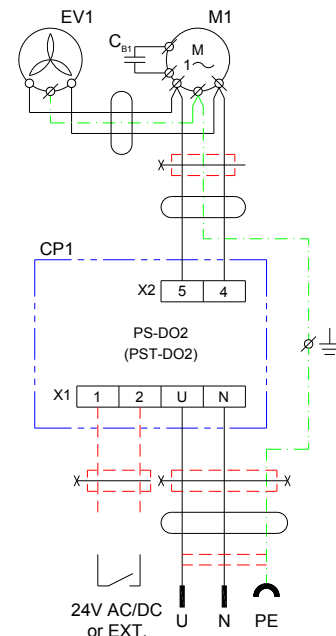 EV1
M1
CB1
M
1
CP1
X2 5 4
PS-DO2
(PST-DO2)
X1 1 2 U N
24V AC/DC
or EXT.
U N PE